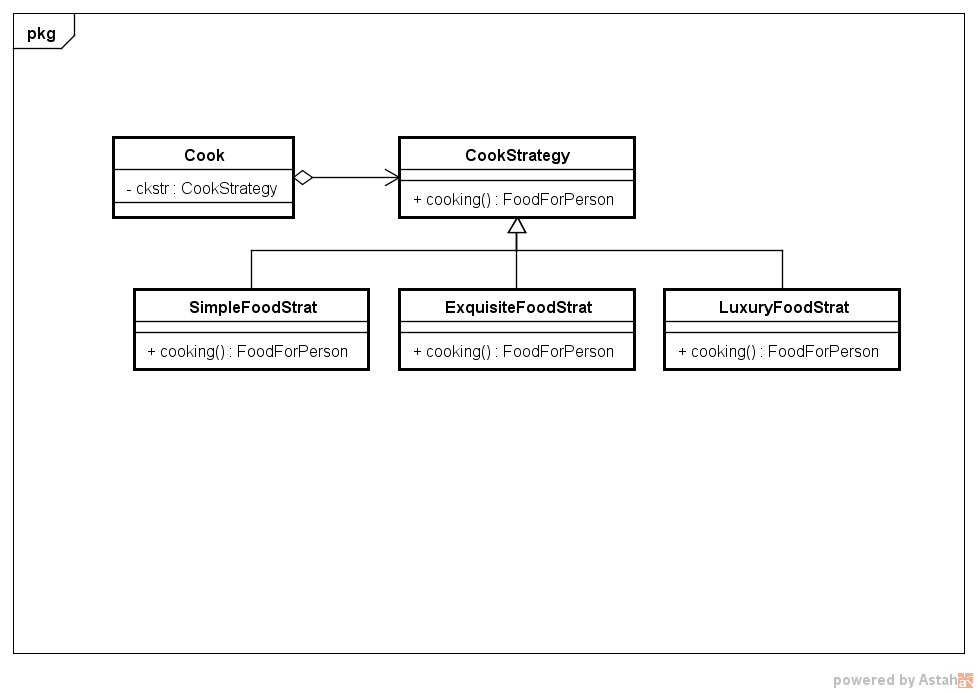 pkg
Cook
- ckstr : CookStrategy
CookStrategy
+ cooking() : FoodForPerson
SimpleFoodStrat
+ cooking() : FoodForPerson
ExquisiteFoodStrat
+ cooking() : FoodForPerson
LuxuryFoodStrat
+ cooking() : FoodForPerson
powered by Astah